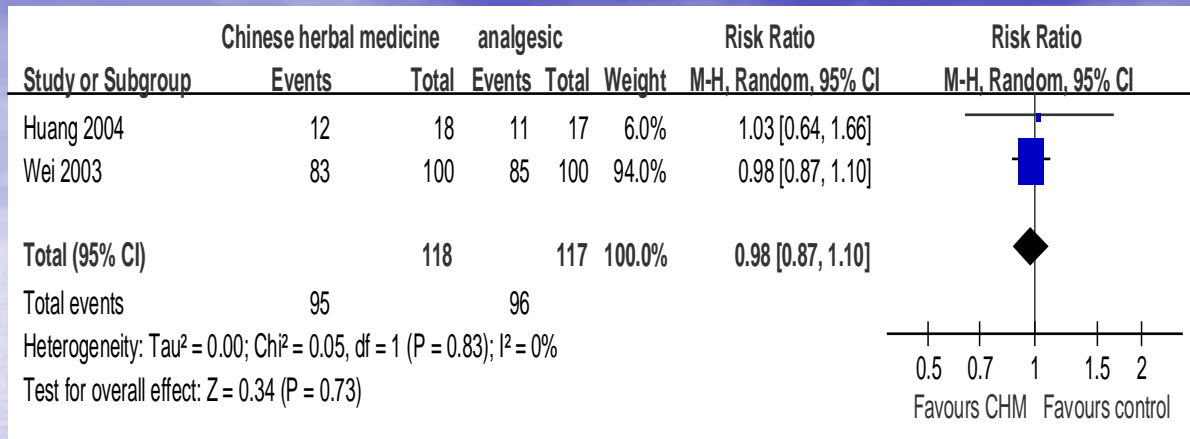 Chinese herbal medicine analgesic Risk Ratio Risk Ratio
Study or Subgroup Events Total Events Total Weight M-H, Random, 95% CI M-H, Random, 95% CI
Huang 2004 12 18 11 17 6.0% 1.03 [0.64, 1.66]
Wei 2003 83 100 85 100 94.0% 0.98 [0.87, 1.10]
Total (95% CI) 118 117 100.0% 0.98 [0.87, 1.10]
Total events 95 96
Heterogeneity: Tau² = 0.00; Chi² = 0.05, df = 1 (P = 0.83); I² = 0%
Test for overall effect: Z = 0.34 (P = 0.73)
0.5 0.7 1 1.5 2
Favours CHM Favours control